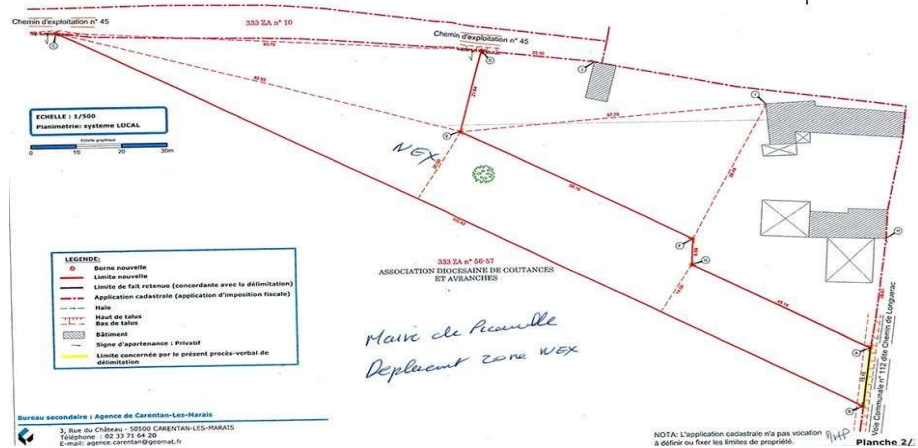 Chemin d'exploitation n° 45
333 ZA n° 10
Chemin d'exploitation n° 45
ECHELLE : 1/500
Planimetrie: systeme LOCAL
Echelle graphique
0 10 20 30m
NEX
333 ZA n° 56-57
ASSOCIATION DIOCESAINE DE COUTANCES
ET AVRANCHES
LEGENDE:
Borne nouvelle
Limite nouvelle
Limite de fait retenue (concordante avec la délimitation)
Application cadastrale (application d'imposition fiscale)
Haie
Haut de talus
Bas de talus
Bâtiment
Signe d'apartenance : Privatif
Limite concernée par le présent procès-verbal de
délimitation
Mairie de Picauville
Deplacement zone NEX
Voie Communale n° 112 dite Chemin de Longuerac
Bureau secondaire : Agence de Carentan-Les-Marais
3, Rue du Château - 50500 CARENTAN-LES-MARAIS
Téléphone : 02 33 71 64 20
E-mail: agence.carentan@geomat.fr
NOTA: L'application cadastrale n'a pas vocation
à définir ou fixer les limites de propriété.
Planche 2/